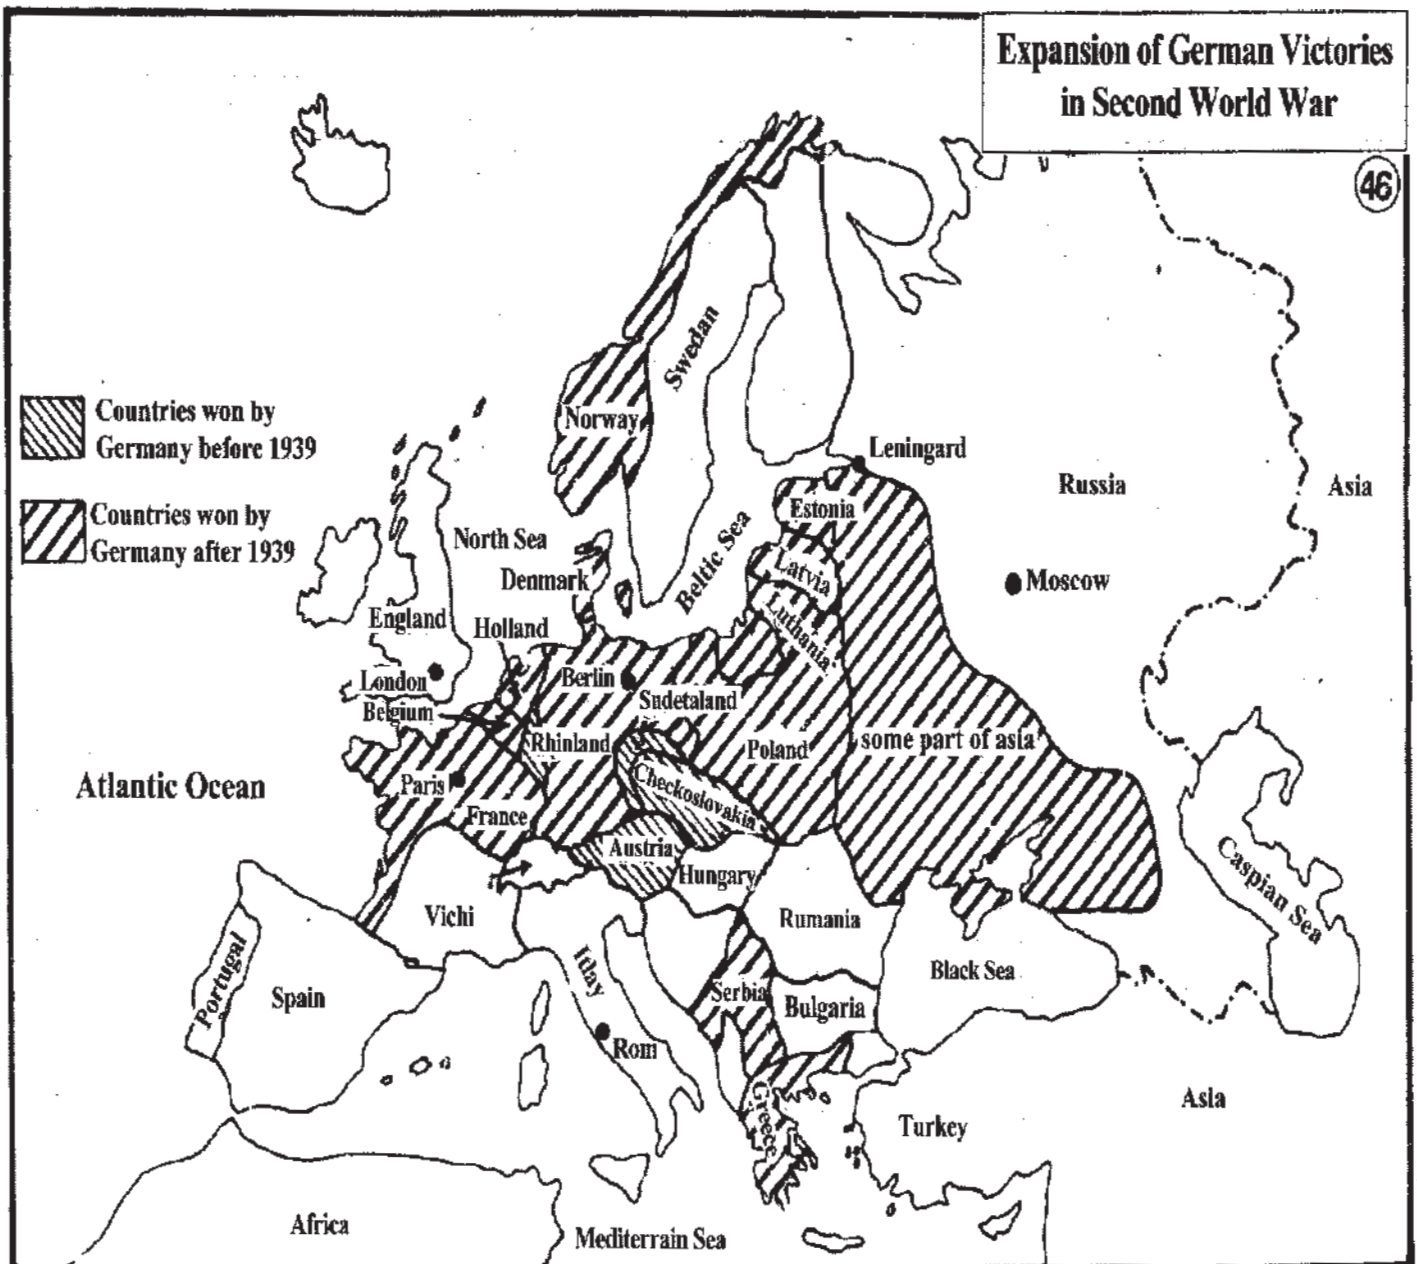 Expansion of German Victories
in Second World War
46
Countries won by
Germany before 1939
Countries won by
Germany after 1939
Swedan
Norway
Leningard
Russia
Asia
Estonia
North Sea
Denmark
Beltic Sea
Latvia
Moscow
Luthania
England
Holland
London
Berlin
Sudetaland
Belgium
Rhinland
Poland
some part of asia
Atlantic Ocean
Paris
Checkoslovakia
France
Austria
Hungary
Caspian Sea
Vichi
Rumania
Portugal
Spain
Itlay
Serbia
Bulgaria
Black Sea
Rom
Greece
Turkey
Asia
Africa
Mediterrain Sea